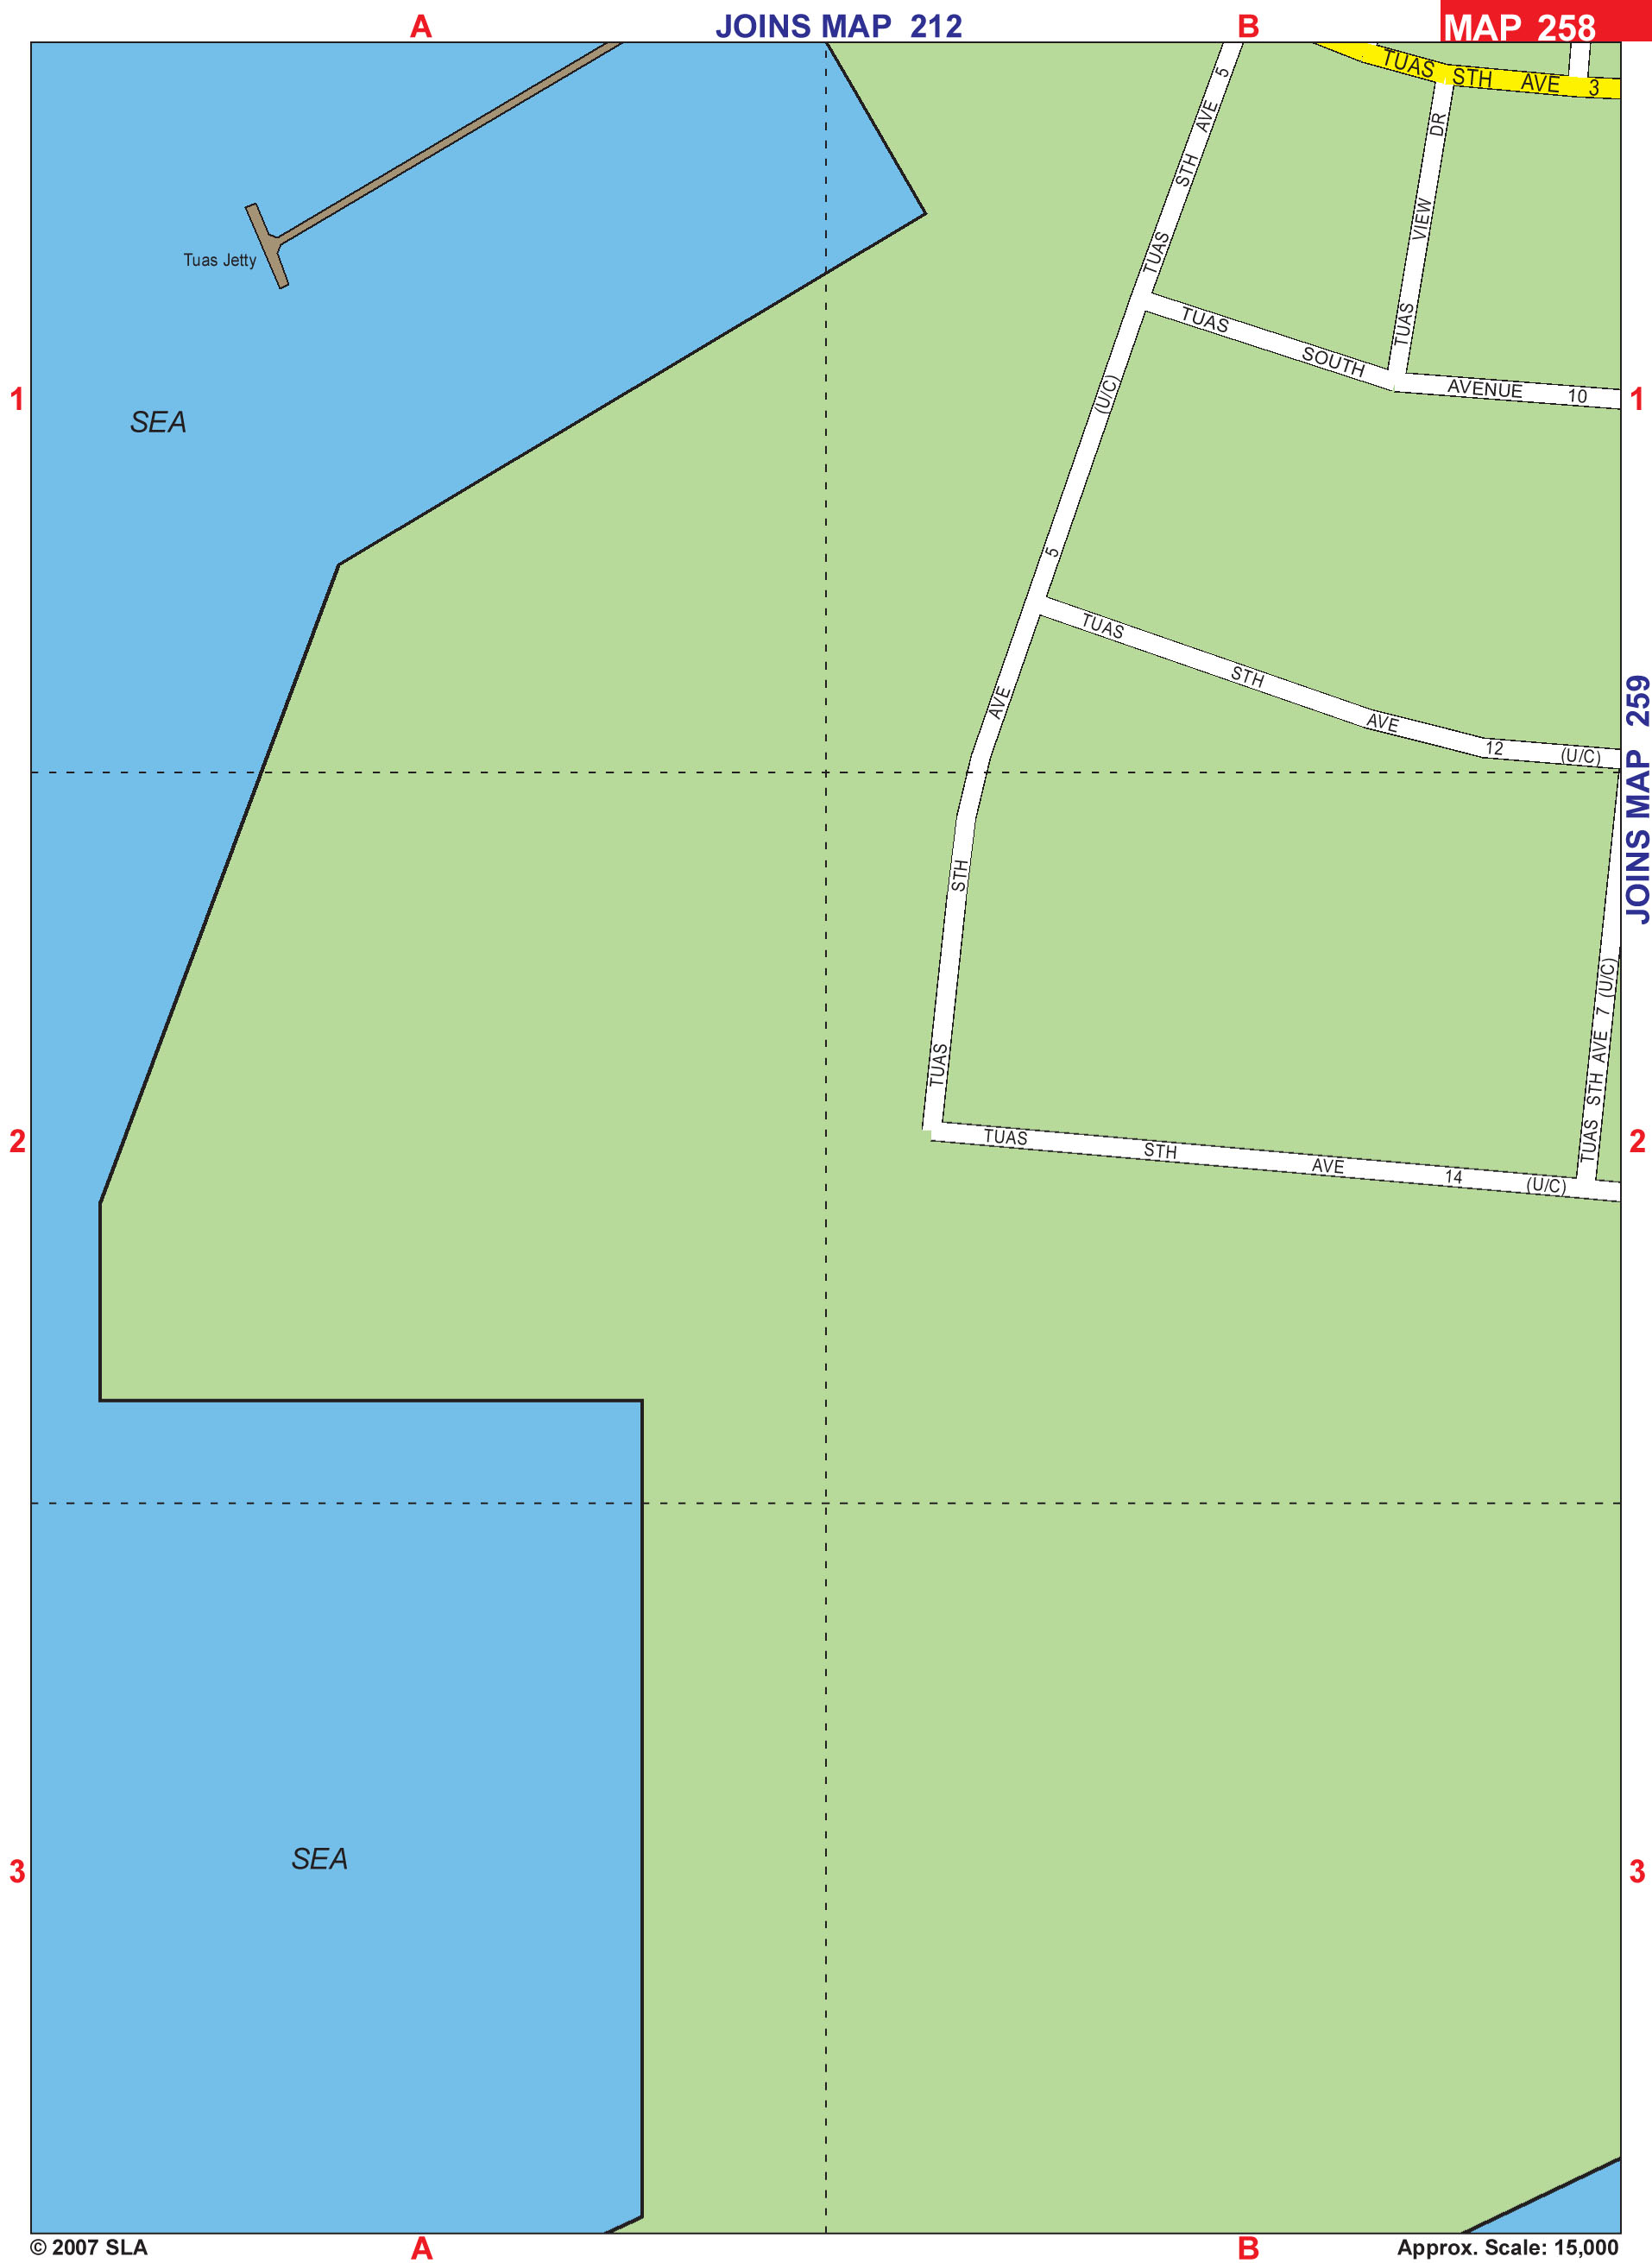 A
JOINS MAP 212
B
MAP 258
TUAS STH AVE 3
TUAS STH AVE 5
TUAS VIEW DR
Tuas Jetty
TUAS SOUTH AVENUE 10
1
SEA
(U/C)
1
5
TUAS STH AVE 12 (U/C)
AVE
JOINS MAP 259
STH
TUAS
TUAS STH AVE 7 (U/C)
2
TUAS STH AVE 14 (U/C)
2
SEA
3
3
© 2007 SLA
A
B
Approx. Scale: 15,000